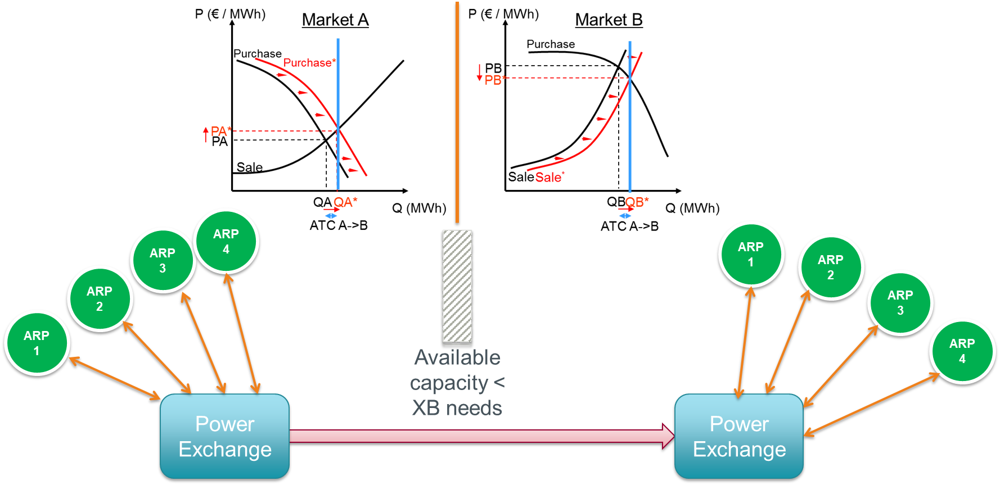 P (€ / MWh)
Market A
Purchase
Purchase*
PA*
PA
Sale
QA QA*
Q (MWh)
ATC A->B
P (€ / MWh)
Market B
Purchase
PB
PB*
Sale Sale*
QB QB*
Q (MWh)
ATC A->B
ARP
1
ARP
2
ARP
3
ARP
4
Available
capacity <
XB needs
ARP
1
ARP
2
ARP
3
ARP
4
Power
Exchange
Power
Exchange